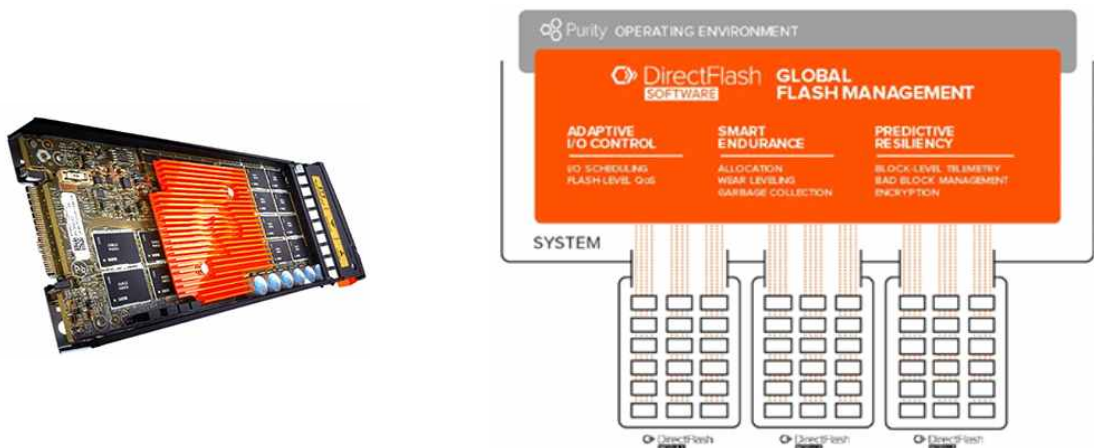 Purity OPERATING ENVIRONMENT
DirectFlash SOFTWARE
GLOBAL FLASH MANAGEMENT
ADAPTIVE
I/O CONTROL
I/O SCHEDULING
FLASH-LEVEL QoS
SMART
ENDURANCE
ALLOCATION
WEAR LEVELING
GARBAGE COLLECTION
PREDICTIVE
RESILIENCY
BLOCK-LEVEL TELEMETRY
BAD BLOCK MANAGEMENT
ENCRYPTION
SYSTEM
DirectFlash
DirectFlash
DirectFlash